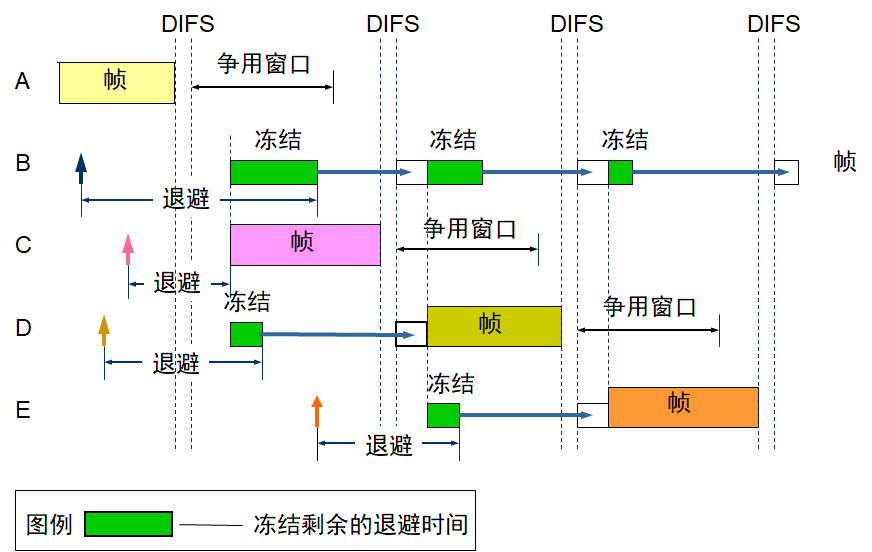 DIFS DIFS DIFS DIFS
A 帧 争用窗口
冻结 冻结 冻结
B 帧
退避
C 帧 争用窗口
退避
冻结 争用窗口
D 帧
退避 冻结
E 帧
退避
图例 冻结剩余的退避时间